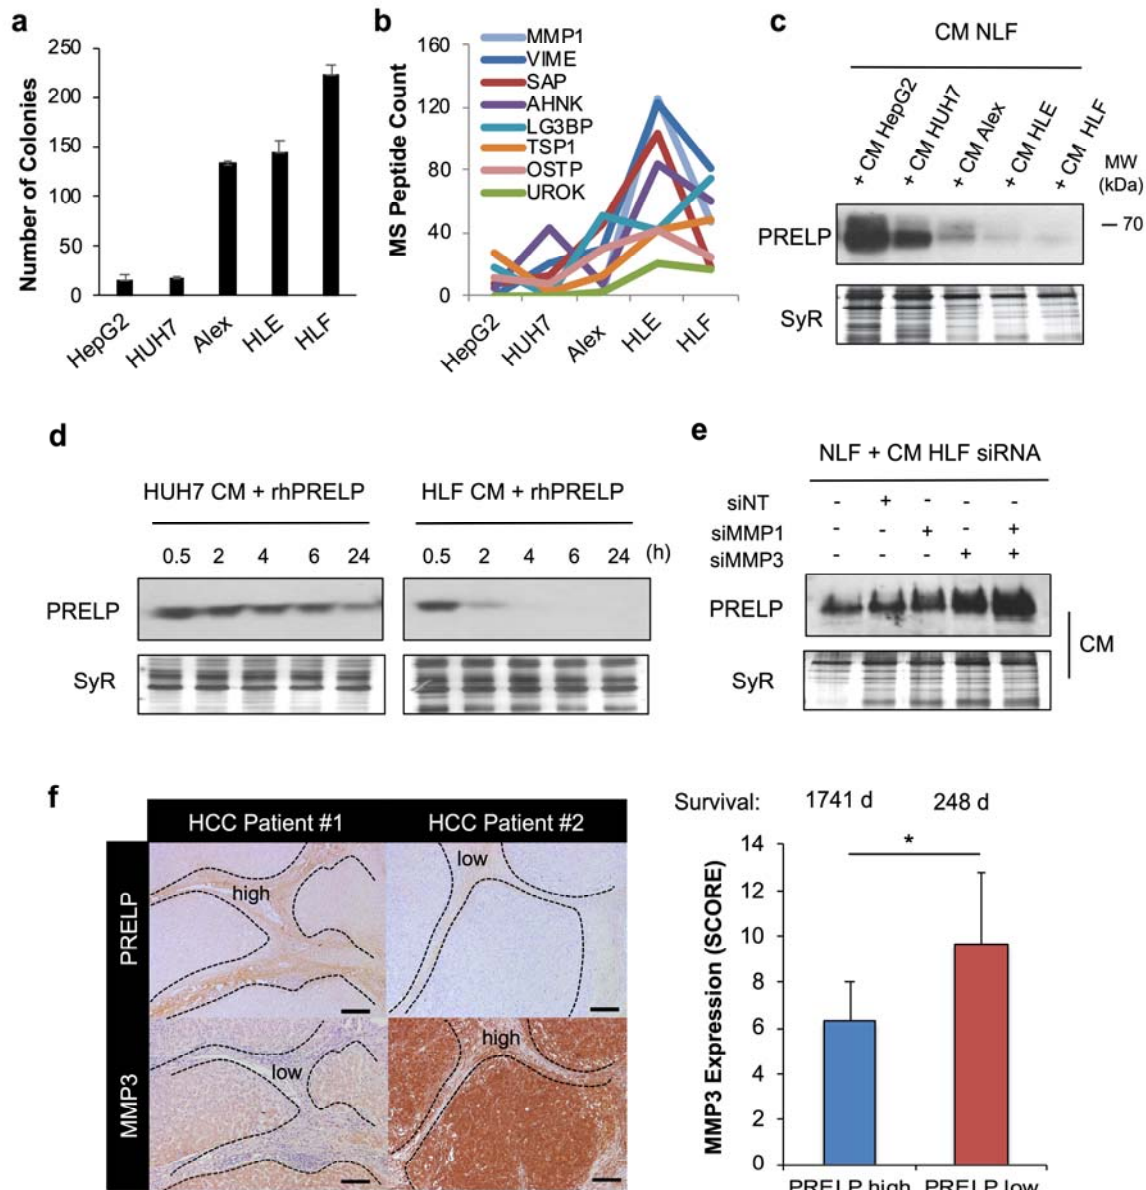 a
Number of Colonies
250
200
150
100
50
0
HepG2
HUH7
Alex
HLE
HLF
b
MS Peptide Count
160
120
80
40
0
MMP1
VIME
SAP
AHNK
LG3BP
TSP1
OSTP
UROK
HepG2
HUH7
Alex
HLE
HLF
c
CM NLF
+ CM HepG2
+ CM HUH7
+ CM Alex
+ CM HLE
+ CM HLF
MW
(kDa)
70
PRELP
SyR
d
HUH7 CM + rhPRELP
HLF CM + rhPRELP
0.5 2 4 6 24
0.5 2 4 6 24 (h)
PRELP
SyR
e
NLF + CM HLF siRNA
siNT - + - - -
siMMP1 - - + - +
siMMP3 - - - + +
PRELP
SyR
CM
f
HCC Patient #1
HCC Patient #2
PRELP
high
low
MMP3
low
high
Survival: 1741 d 248 d
*
MMP3 Expression (SCORE)
14
12
10
8
6
4
2
0
PRELP high PRELP low